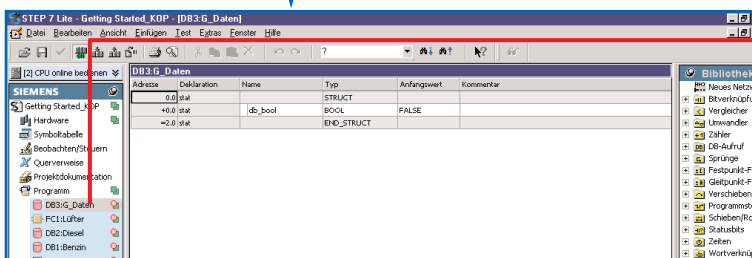 STEP 7 Lite - Getting Started_KOP - [DB3:G_Daten]
Datei Bearbeiten Ansicht Einfügen Test Extras Fenster Hilfe
?
[2] CPU online bedienen
SIEMENS
Getting Started_KOP
Hardware
Symboltabelle
Beobachten/Steuern
Querverweise
Projektdokumentation
Programm
DB3:G_Daten
FC1:Lüfter
DB2:Diesel
DB1:Benzin
DB3:G_Daten
Adresse Deklaration Name Typ Anfangswert Kommentar
0.0 stat STRUCT
+0.0 stat db_bool BOOL FALSE
=2.0 stat END_STRUCT
Bibliothek
Neues Netzw
Bitverknüpfu
Vergleicher
Umwandler
Zähler
DB-Aufruf
Sprünge
Festpunkt-F
Gleitpunkt-F
Verschieben
Programmste
Schieben/Ro
Statusbits
Zeiten
Wortverknü